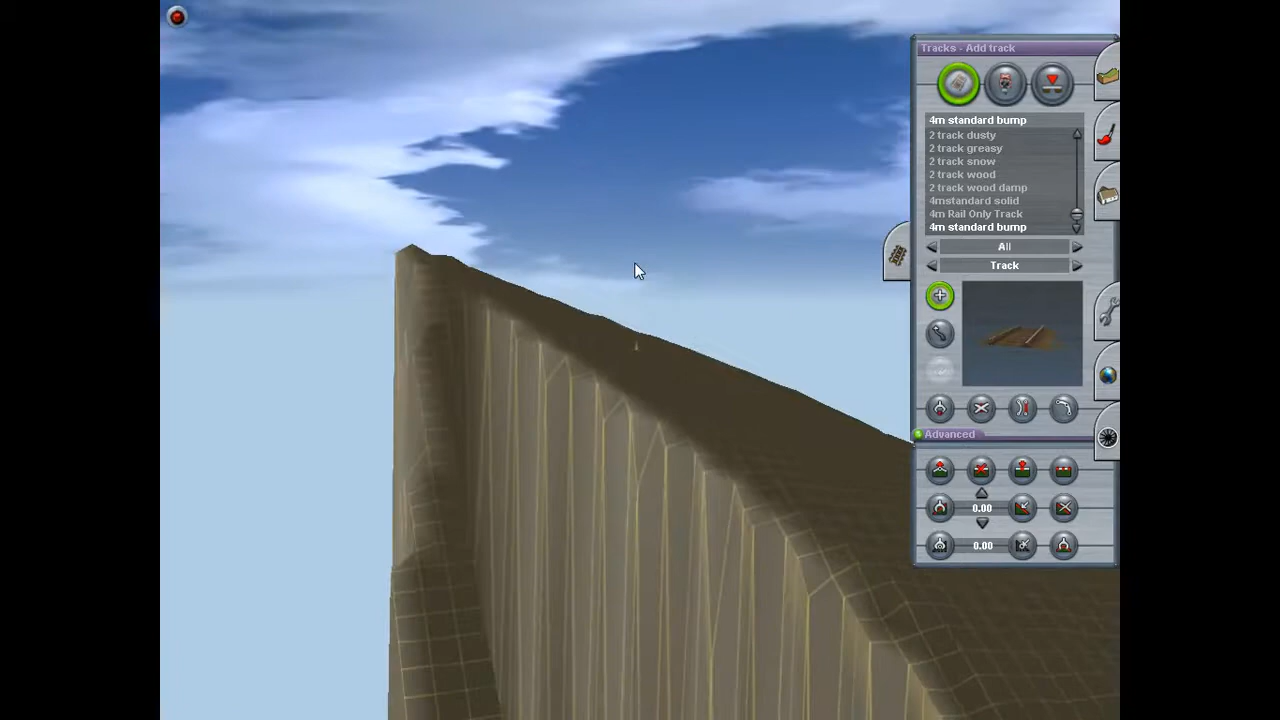 Tracks - Add track
4m standard bump
2 track dusty
2 track greasy
2 track snow
2 track wood
2 track wood damp
4mstandard solid
4m Rail Only Track
4m standard bump
All
Track
Advanced
0.00
0.00